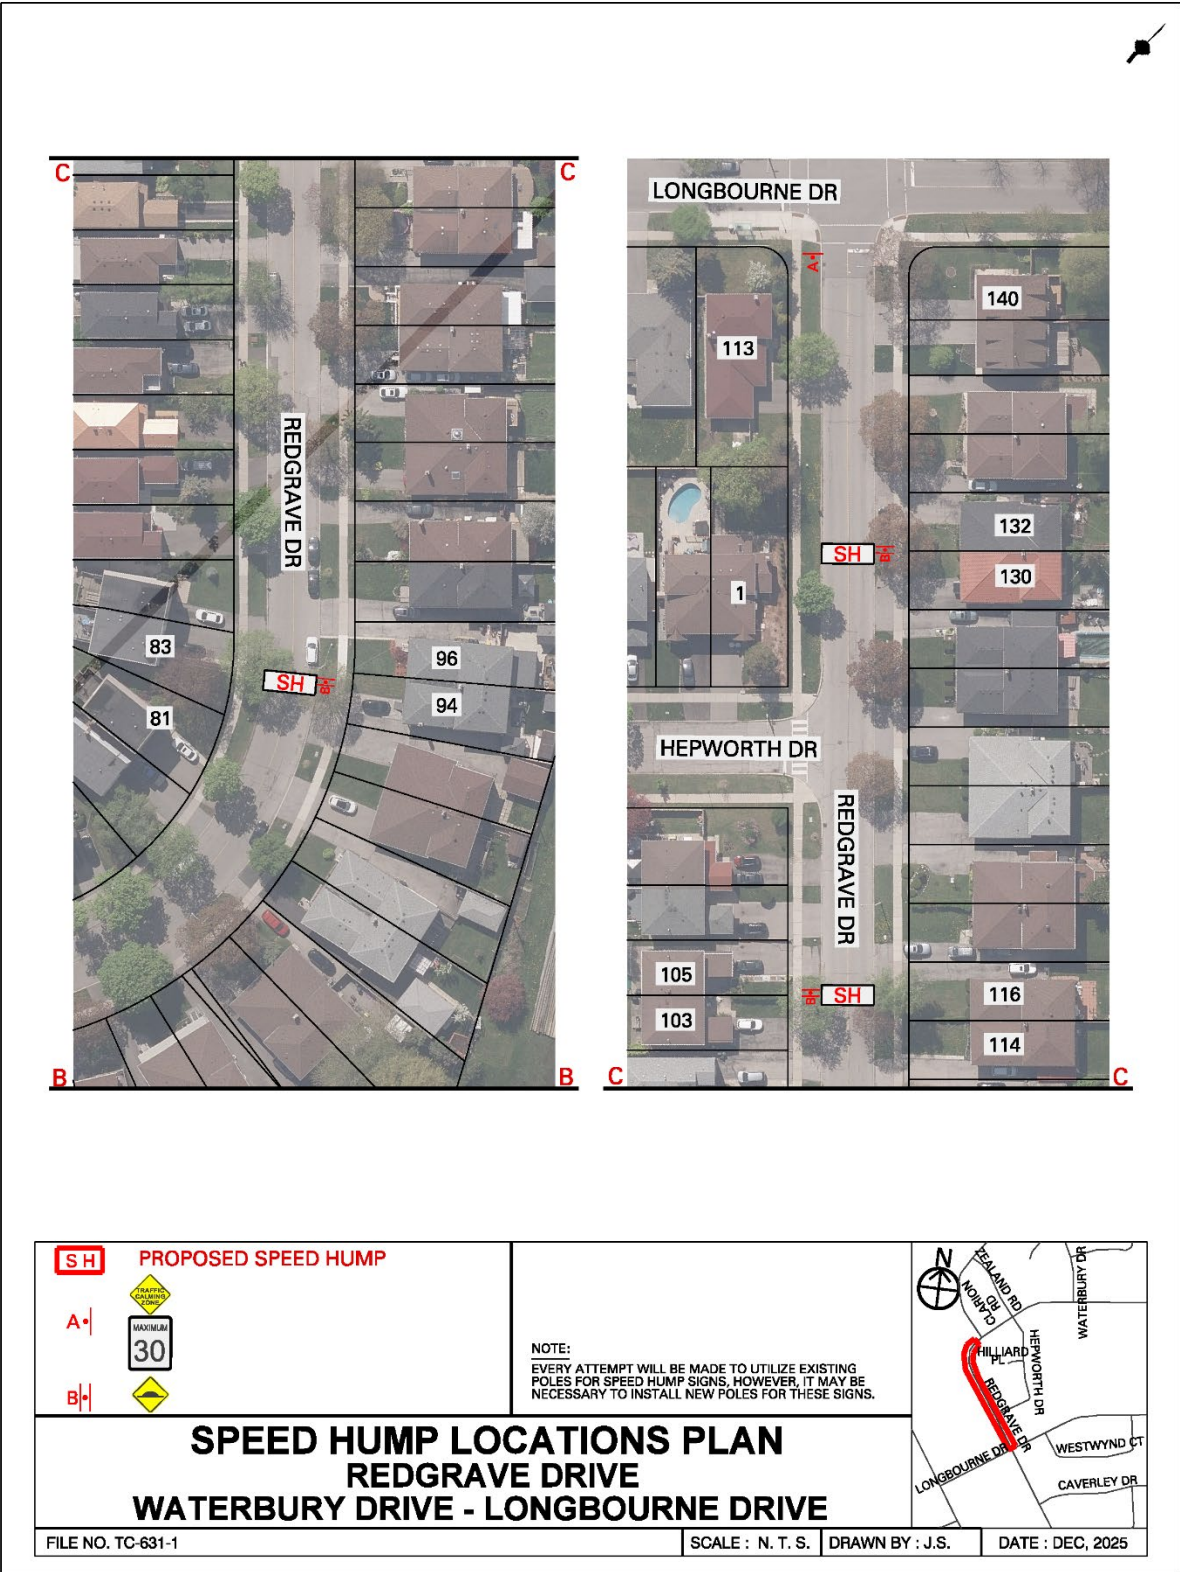 C
C
REDGRAVE DR
83
81
SH
B
96
94
B
B
LONGBOURNE DR
A
113
140
132
130
SH
B
1
HEPWORTH DR
REDGRAVE DR
105
103
B
SH
116
114
C
C
SH
PROPOSED SPEED HUMP
TRAFFIC
CALMING
ZONE
A
MAXIMUM
30
B
NOTE:
EVERY ATTEMPT WILL BE MADE TO UTILIZE EXISTING
POLES FOR SPEED HUMP SIGNS, HOWEVER, IT MAY BE
NECESSARY TO INSTALL NEW POLES FOR THESE SIGNS.
N
ZEALAND RD
CLARION
RD
WATERBURY DR
HILLIARD
PL
HEPWORTH DR
REDGRAVE DR
LONGBOURNE DR
WESTWYND CT
CAVERLEY DR
SPEED HUMP LOCATIONS PLAN
REDGRAVE DRIVE
WATERBURY DRIVE - LONGBOURNE DRIVE
FILE NO. TC-631-1
SCALE : N. T. S.
DRAWN BY : J.S.
DATE : DEC, 2025